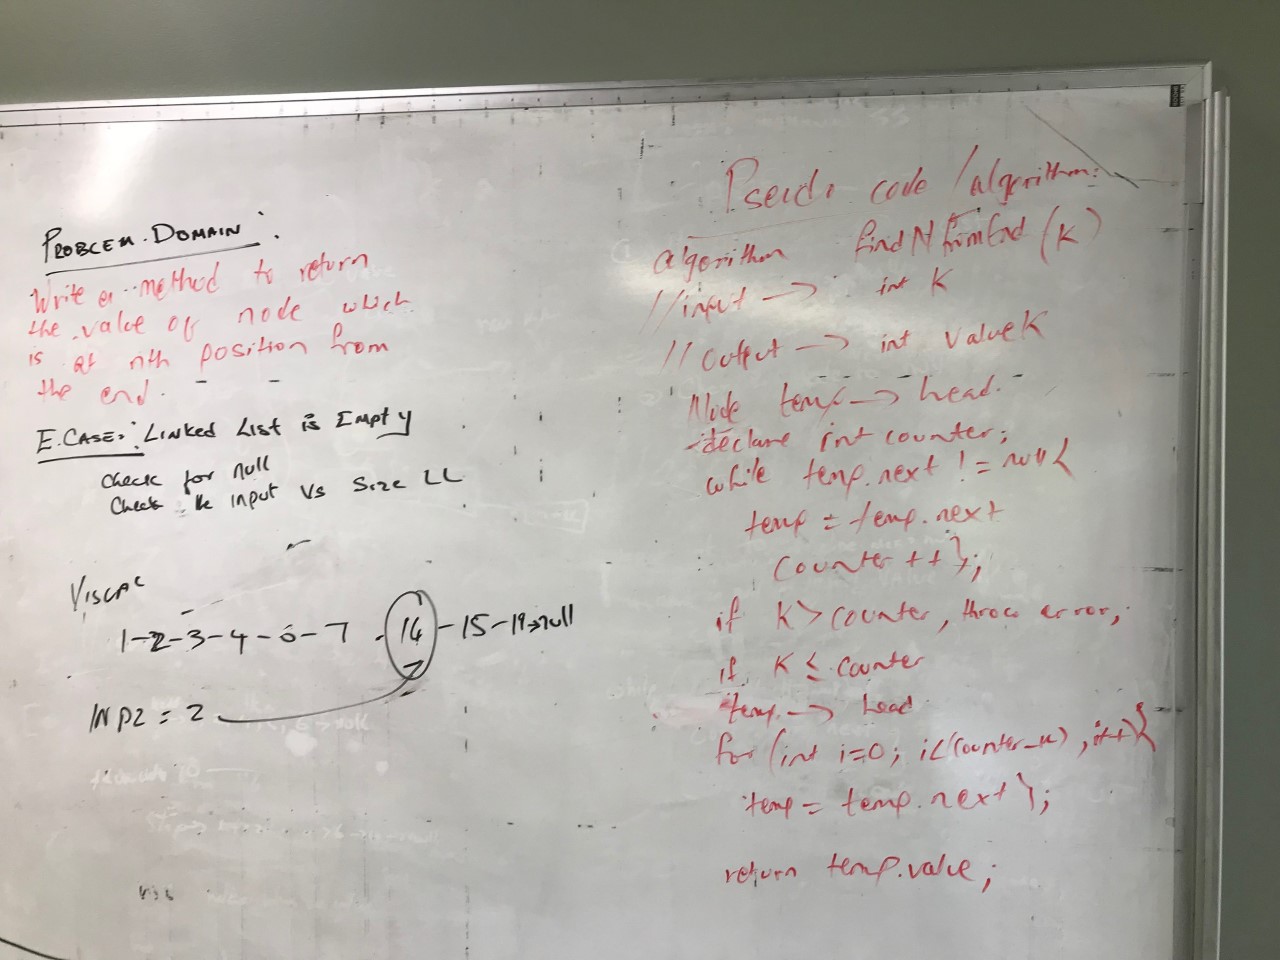 PROBLEM DOMAIN:
Write a method to return
the value of node which
is at nth position from
the end.
E.CASE: Linked List is Empty
check for null
Check the input Vs Size LL
VISUAL
1-2-3-4-6-7-14-15-19→null
INPZ = 2
Pseudo code / algorithm:
algorithm findNfromEnd (K)
//input → int K
// output → int value K
Node temp → head.
declare int counter;
while temp.next != null {
temp = temp.next
Counter ++ };
if K > counter, throw error;
if K ≤ counter
temp → head
for (int i=0; i<(counter-k), i++){
temp = temp.next };
return temp.value;